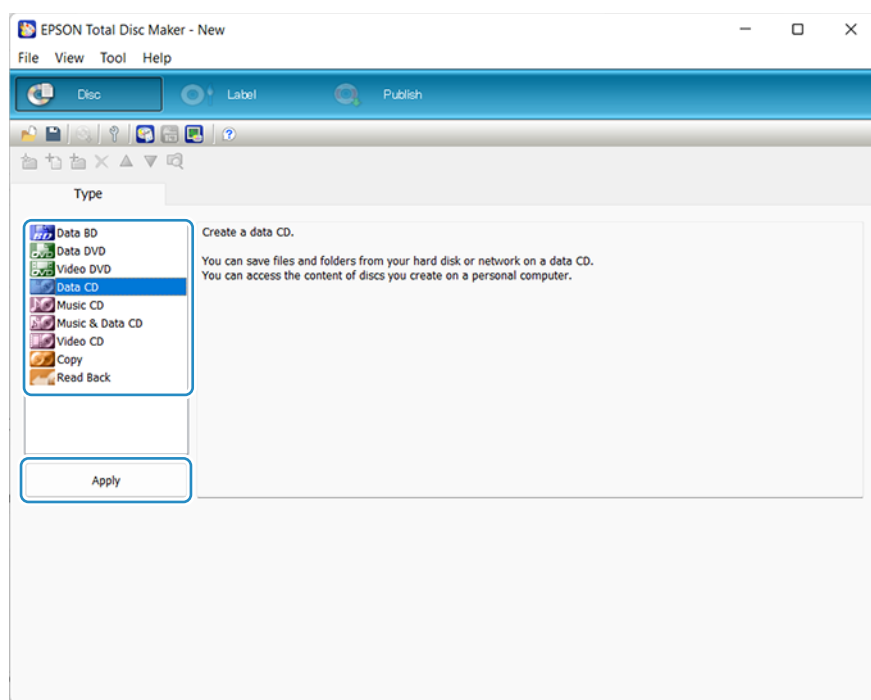 EPSON Total Disc Maker - New
File View Tool Help
Disc Label Publish
Type
Data BD
Data DVD
Video DVD
Data CD
Music CD
Music & Data CD
Video CD
Copy
Read Back
Apply
Create a data CD.
You can save files and folders from your hard disk or network on a data CD.
You can access the content of discs you create on a personal computer.